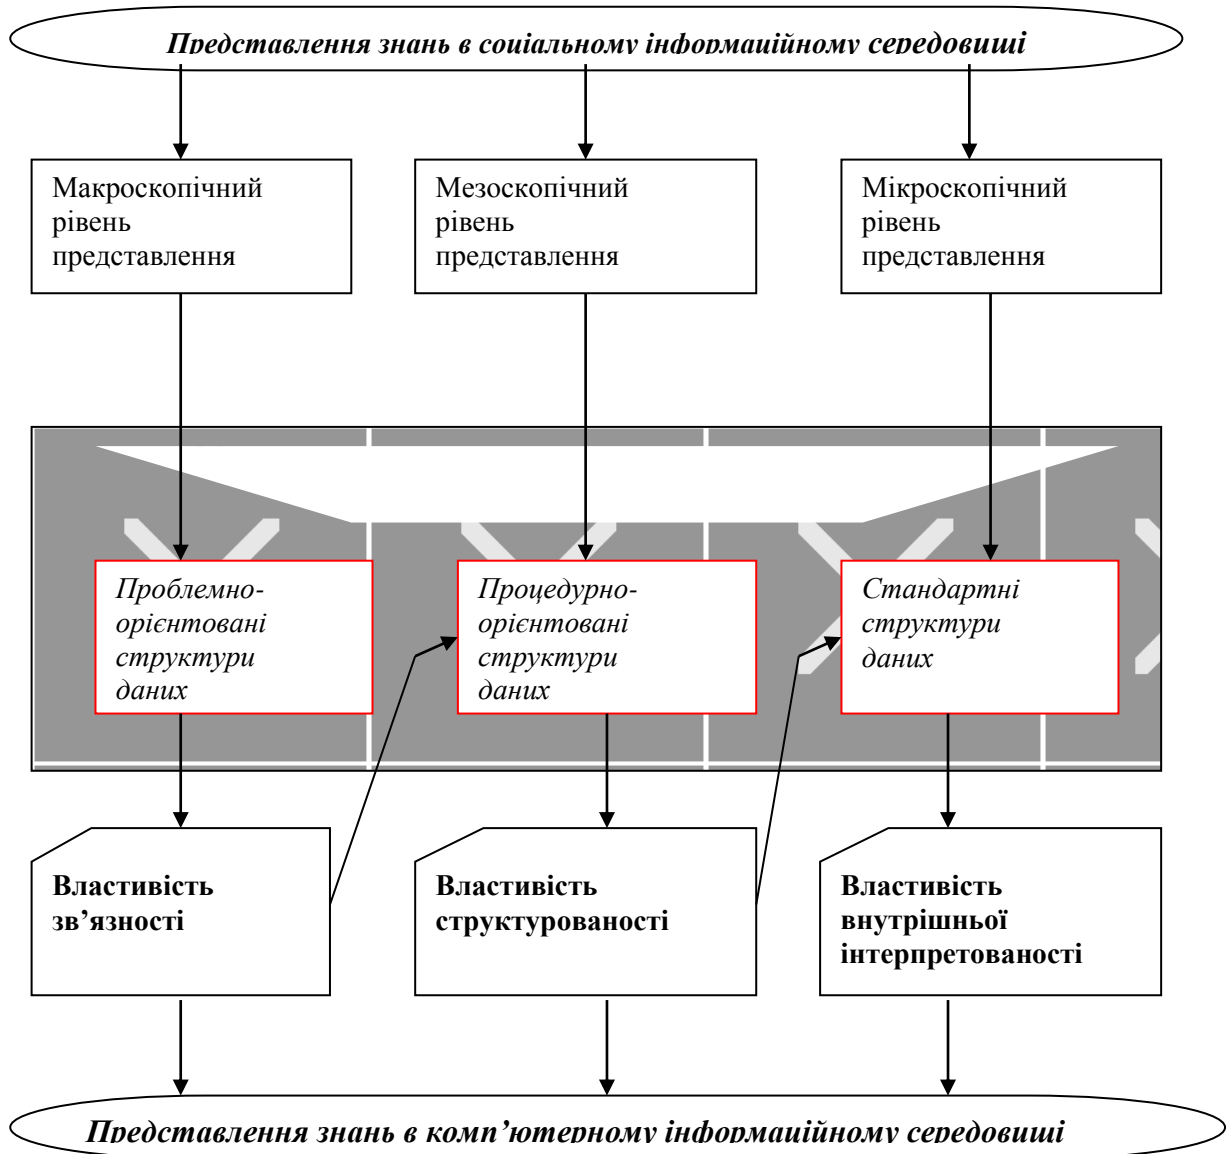 Представлення знань в соціальному інформаційному середовищі
Макроскопічний
рівень
представлення
Мезоскопічний
рівень
представлення
Мікроскопічний
рівень
представлення
Проблемно-
орієнтовані
структури
даних
Процедурно-
орієнтовані
структури
даних
Стандартні
структури
даних
Властивість
зв’язності
Властивість
структурованості
Властивість
внутрішньої
інтерпретованості
Представлення знань в комп’ютерному інформаційному середовищі